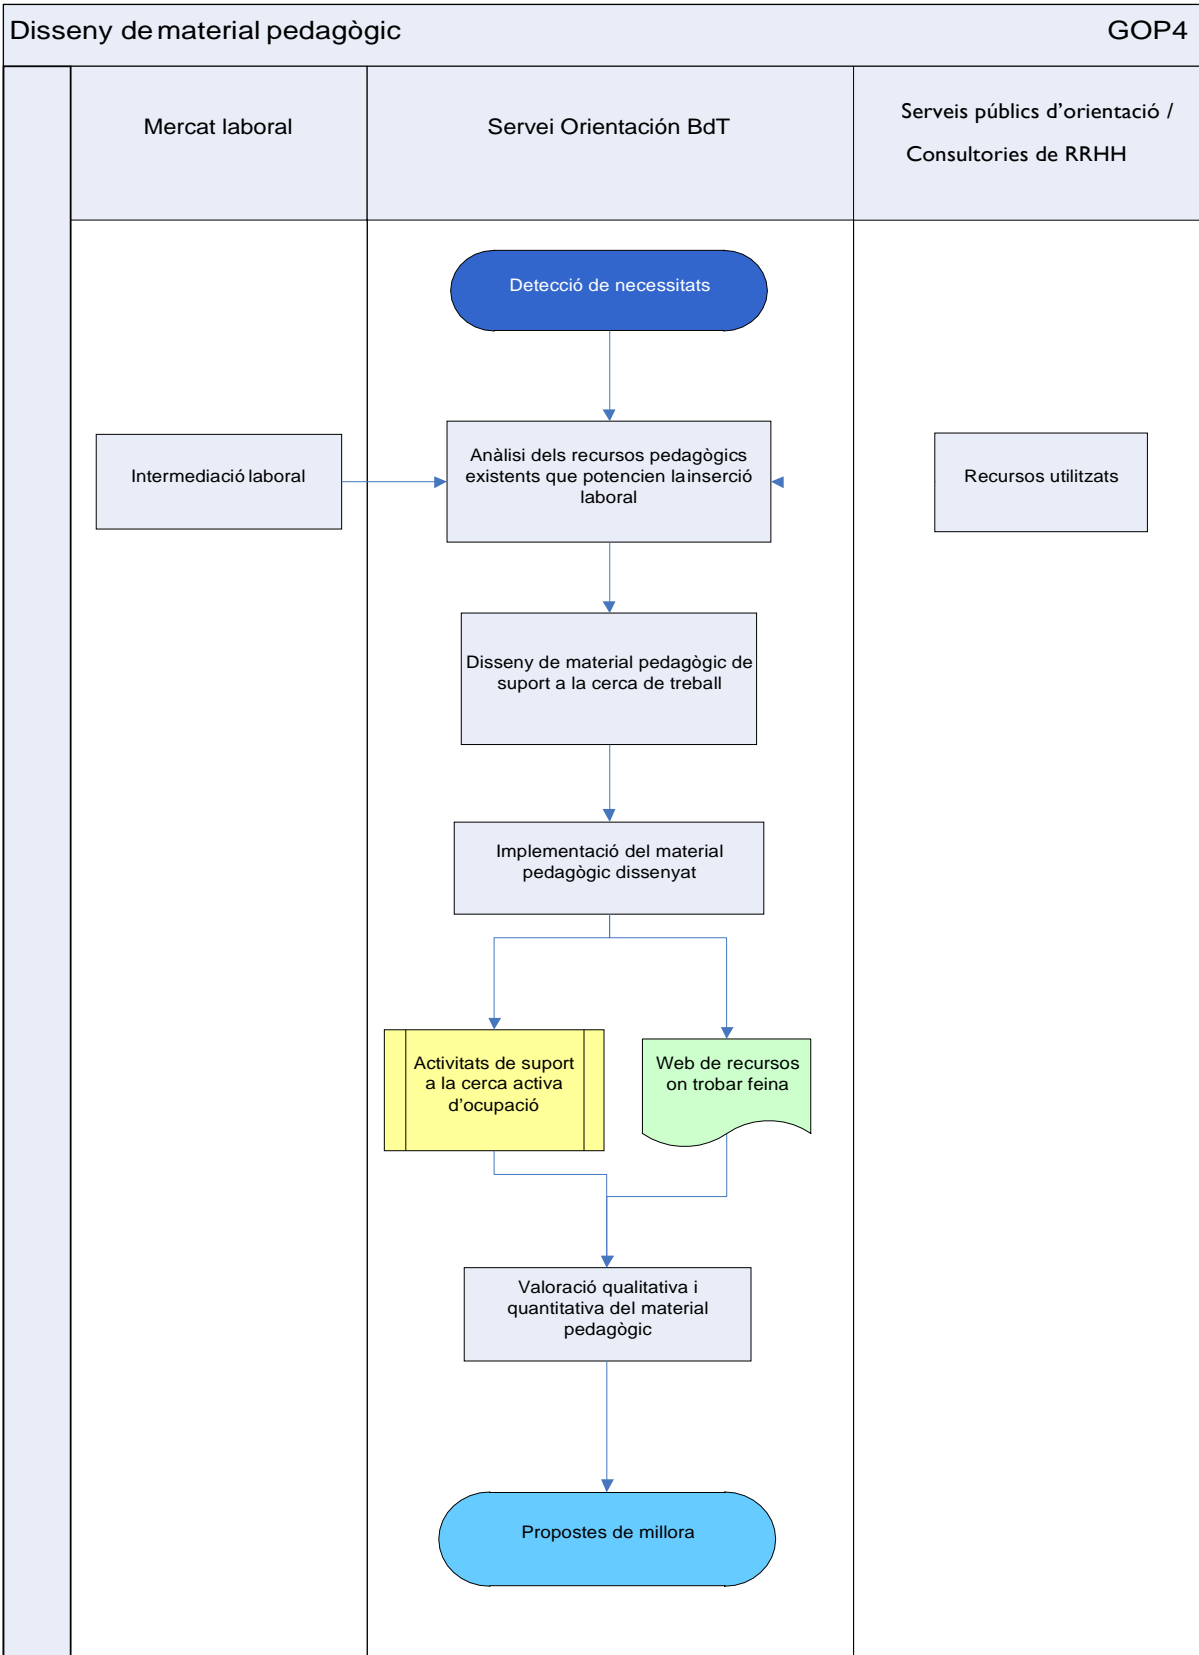 Disseny de material pedagògic
GOP4
Mercat laboral
Servei Orientación BdT
Serveis públics d’orientació /
Consultories de RRHH
Detecció de necessitats
Intermediació laboral
Anàlisi dels recursos pedagògics
existents que potencien la inserció
laboral
Recursos utilitzats
Disseny de material pedagògic de
suport a la cerca de treball
Implementació del material
pedagògic dissenyat
Activitats de suport
a la cerca activa
d’ocupació
Web de recursos
on trobar feina
Valoració qualitativa i
quantitativa del material
pedagògic
Propostes de millora